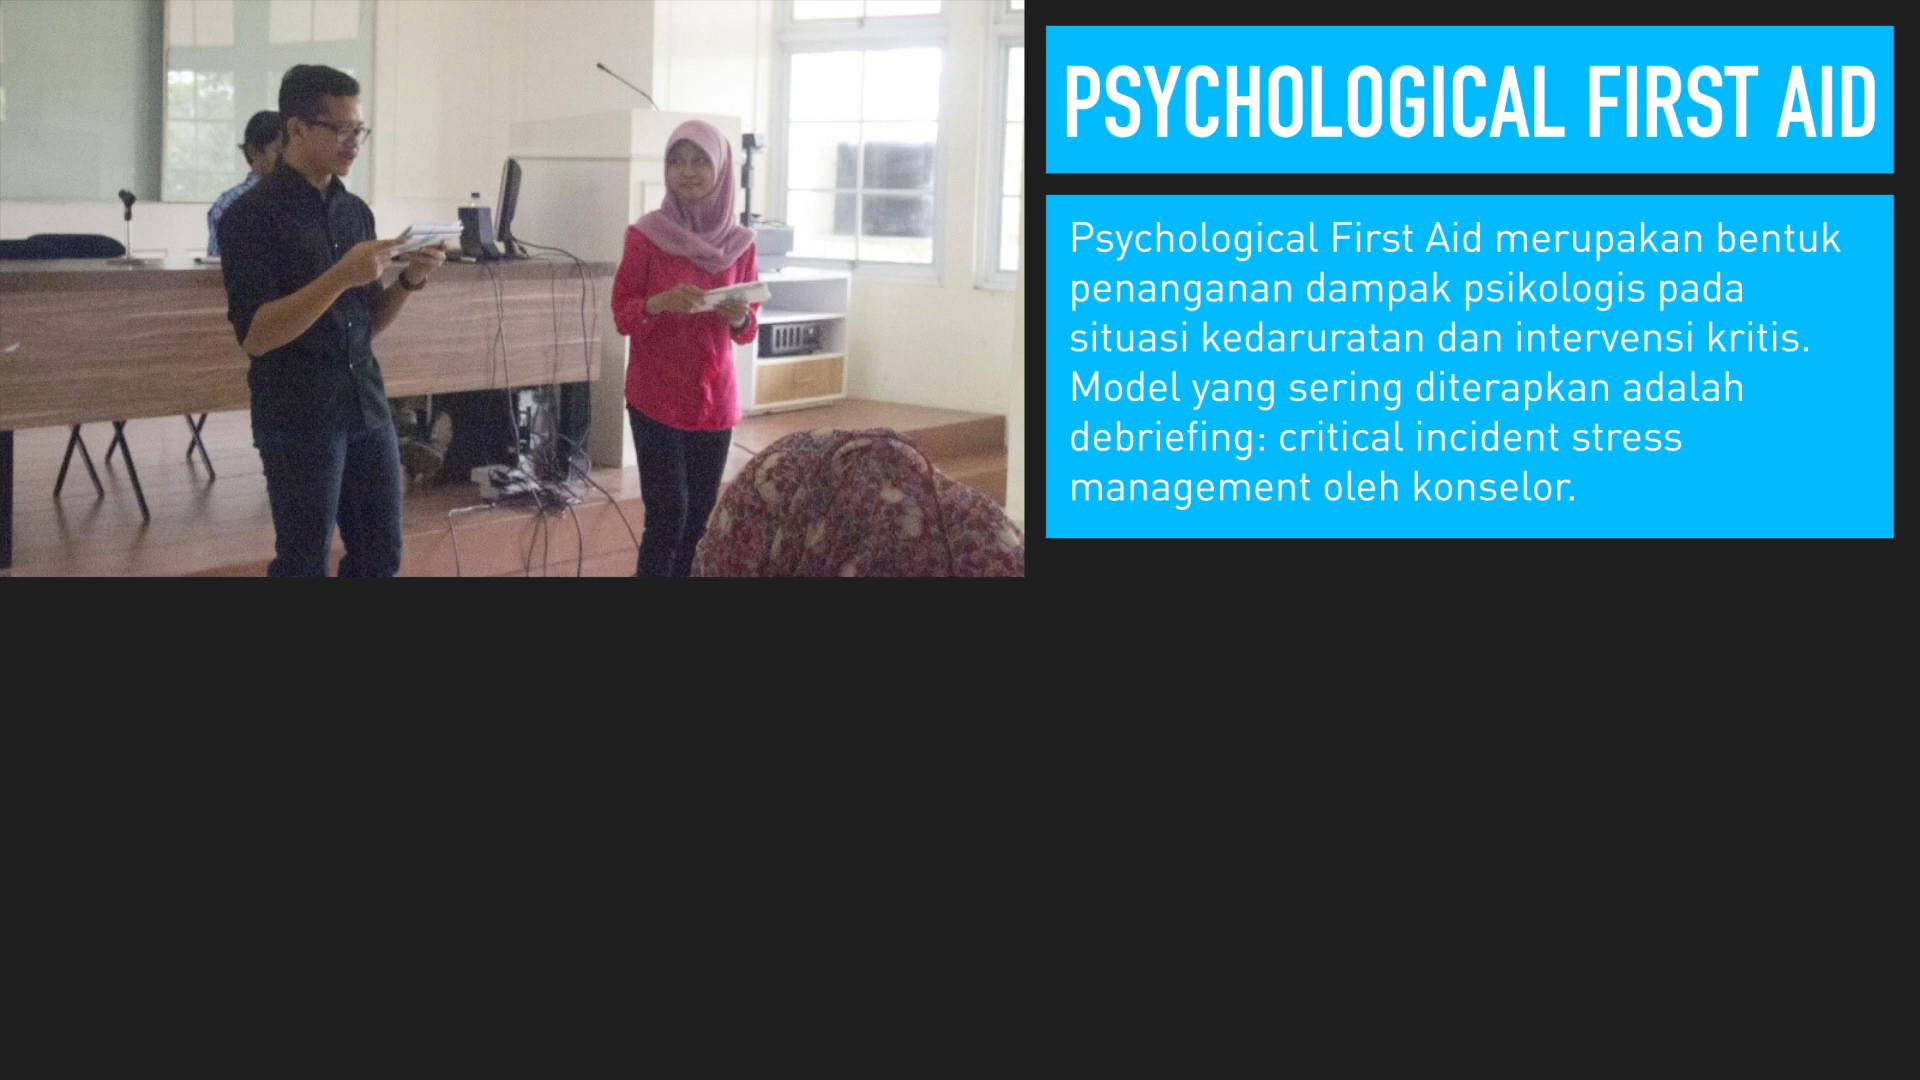 PSYCHOLOGICAL FIRST AID
Psychological First Aid merupakan bentuk
penanganan dampak psikologis pada
situasi kedaruratan dan intervensi kritis.
Model yang sering diterapkan adalah
debriefing: critical incident stress
management oleh konselor.